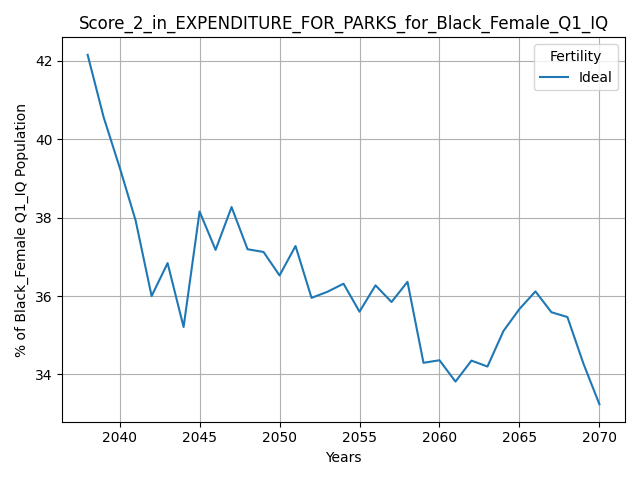 Score_2_in_EXPENDITURE_FOR_PARKS_for_Black_Female_Q1_IQ
Fertility
Ideal
% of Black_Female Q1_IQ Population
42
40
38
36
34
2040 2045 2050 2055 2060 2065 2070
Years